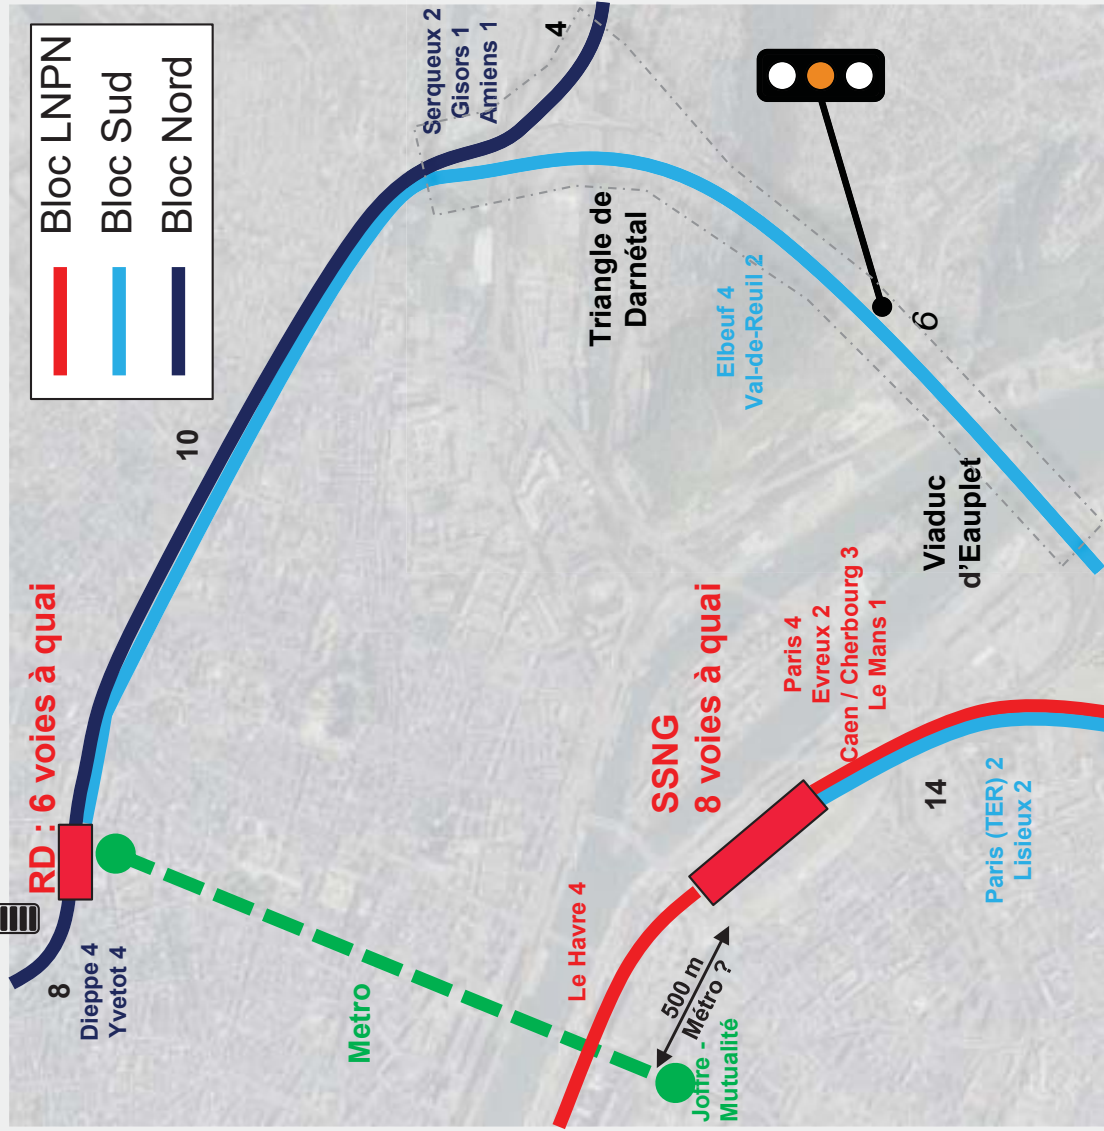 Bloc LNPN
Bloc Sud
Bloc Nord
Serqueux 2
Gisors 1
Amiens 1
4
10
Triangle de
Darnétal
Elbeuf 4
Val-de-Reuil 2
6
Viaduc
d'Eauplet
RD : 6 voies à quai
8
Dieppe 4
Yvetot 4
Metro
SSNG
8 voies à quai
Paris 4
Evreux 2
Caen / Cherbourg 3
Le Mans 1
14
Paris (TER) 2
Lisieux 2
Le Havre 4
500 m
Métro ?
Joffre -
Mutualité